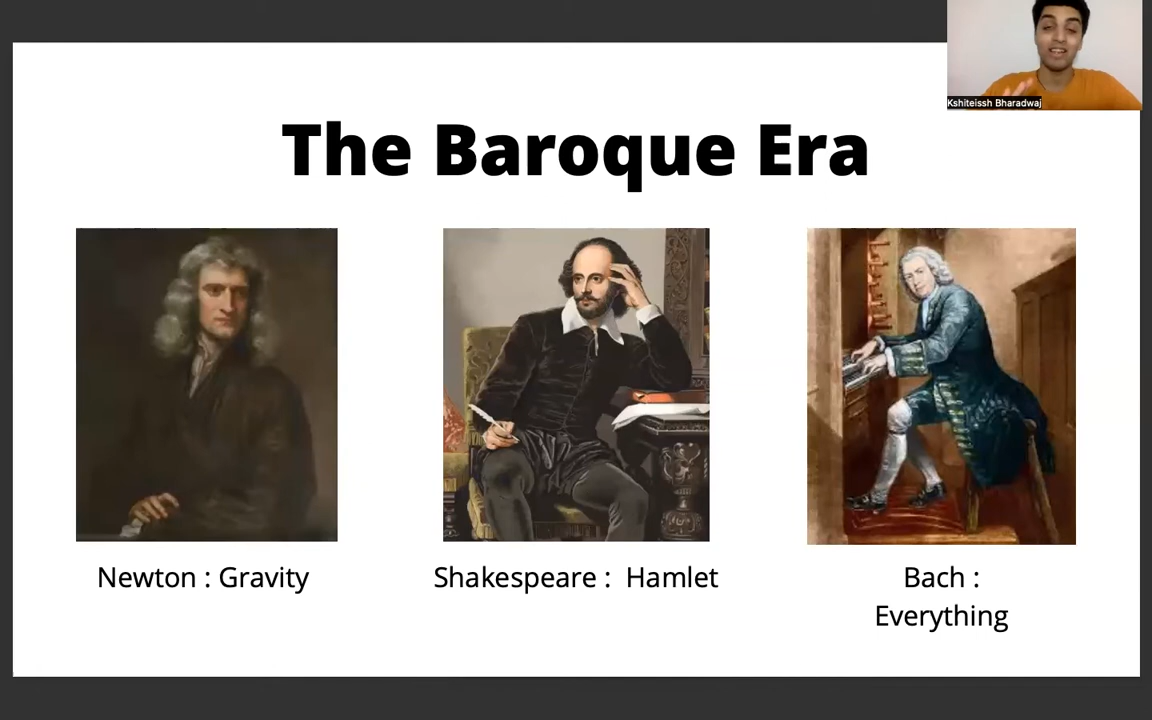 Kshiteissh Bharadwaj
The Baroque Era
Newton : Gravity
Shakespeare :  Hamlet
Bach :
Everything